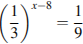 (1/3)^{x−8} = 1/9